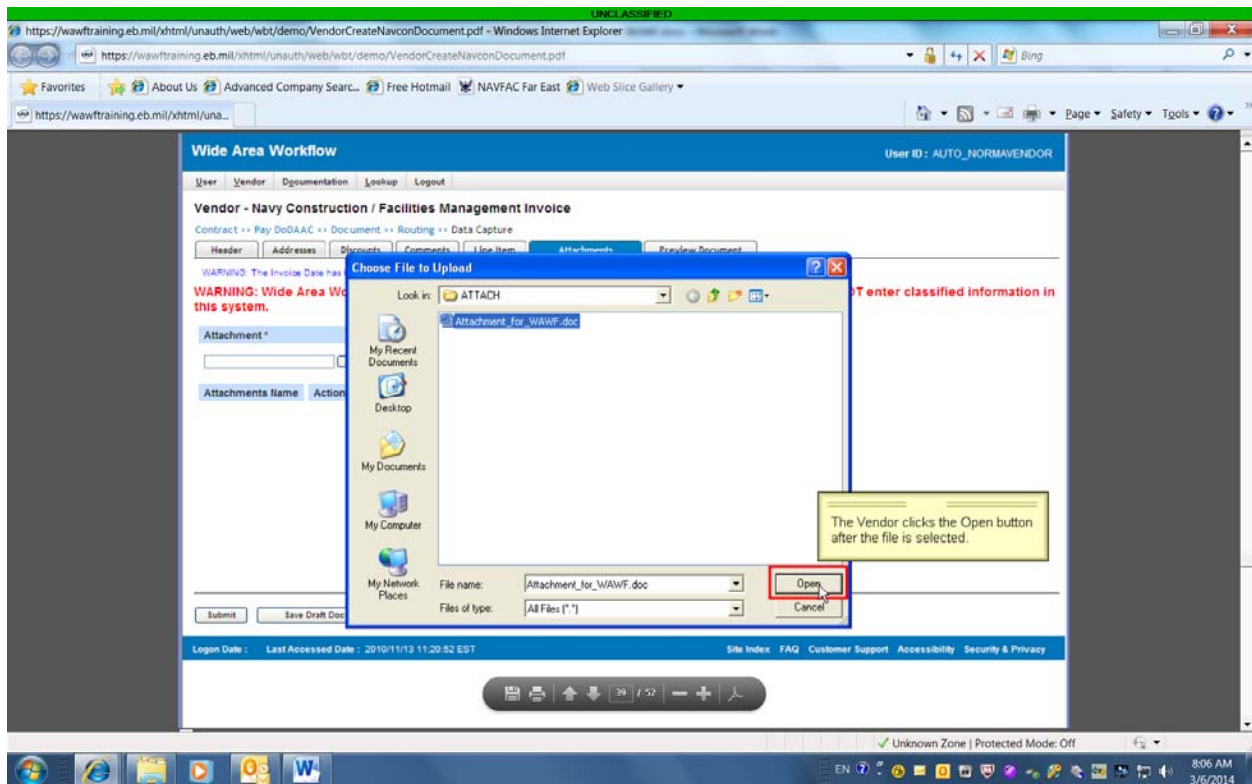 UNCLASSIFIED
https://wawftraining.eb.mil/xhtml/unauth/web/wbt/demo/VendorCreateNavconDocument.pdf - Windows Internet Explorer
https://wawftraining.eb.mil/xhtml/unauth/web/wbt/demo/VendorCreateNavconDocument.pdf
Bing
Favorites About Us Advanced Company Searc... Free Hotmail NAVFAC Far East Web Slice Gallery
https://wawftraining.eb.mil/xhtml/una...
Page Safety Tools
Wide Area Workflow
User ID : AUTO_NORMAVENDOR
User Vendor Documentation Lookup Logout
Vendor - Navy Construction / Facilities Management Invoice
Contract >> Pay DoDAAC >> Document >> Routing >> Data Capture
Header Addresses Discounts Comments Line Item Attachments Preview Document
WARNING: The Invoice Date has
WARNING: Wide Area Wo
OT enter classified information in
this system.
Attachment *
Attachments Name Action
Choose File to Upload
Look in: ATTACH
Attachment_for_WAWF.doc
My Recent
Documents
Desktop
My Documents
My Computer
My Network
Places
The Vendor clicks the Open button
after the file is selected.
File name: Attachment_for_WAWF.doc Open
Files of type: All Files (*.*) Cancel
Submit Save Draft Doc
Logon Date : Last Accessed Date : 2010/11/13 11:20:52 EST
Site Index FAQ Customer Support Accessibility Security & Privacy
39 / 52
Unknown Zone | Protected Mode: Off
EN
8:06 AM
3/6/2014